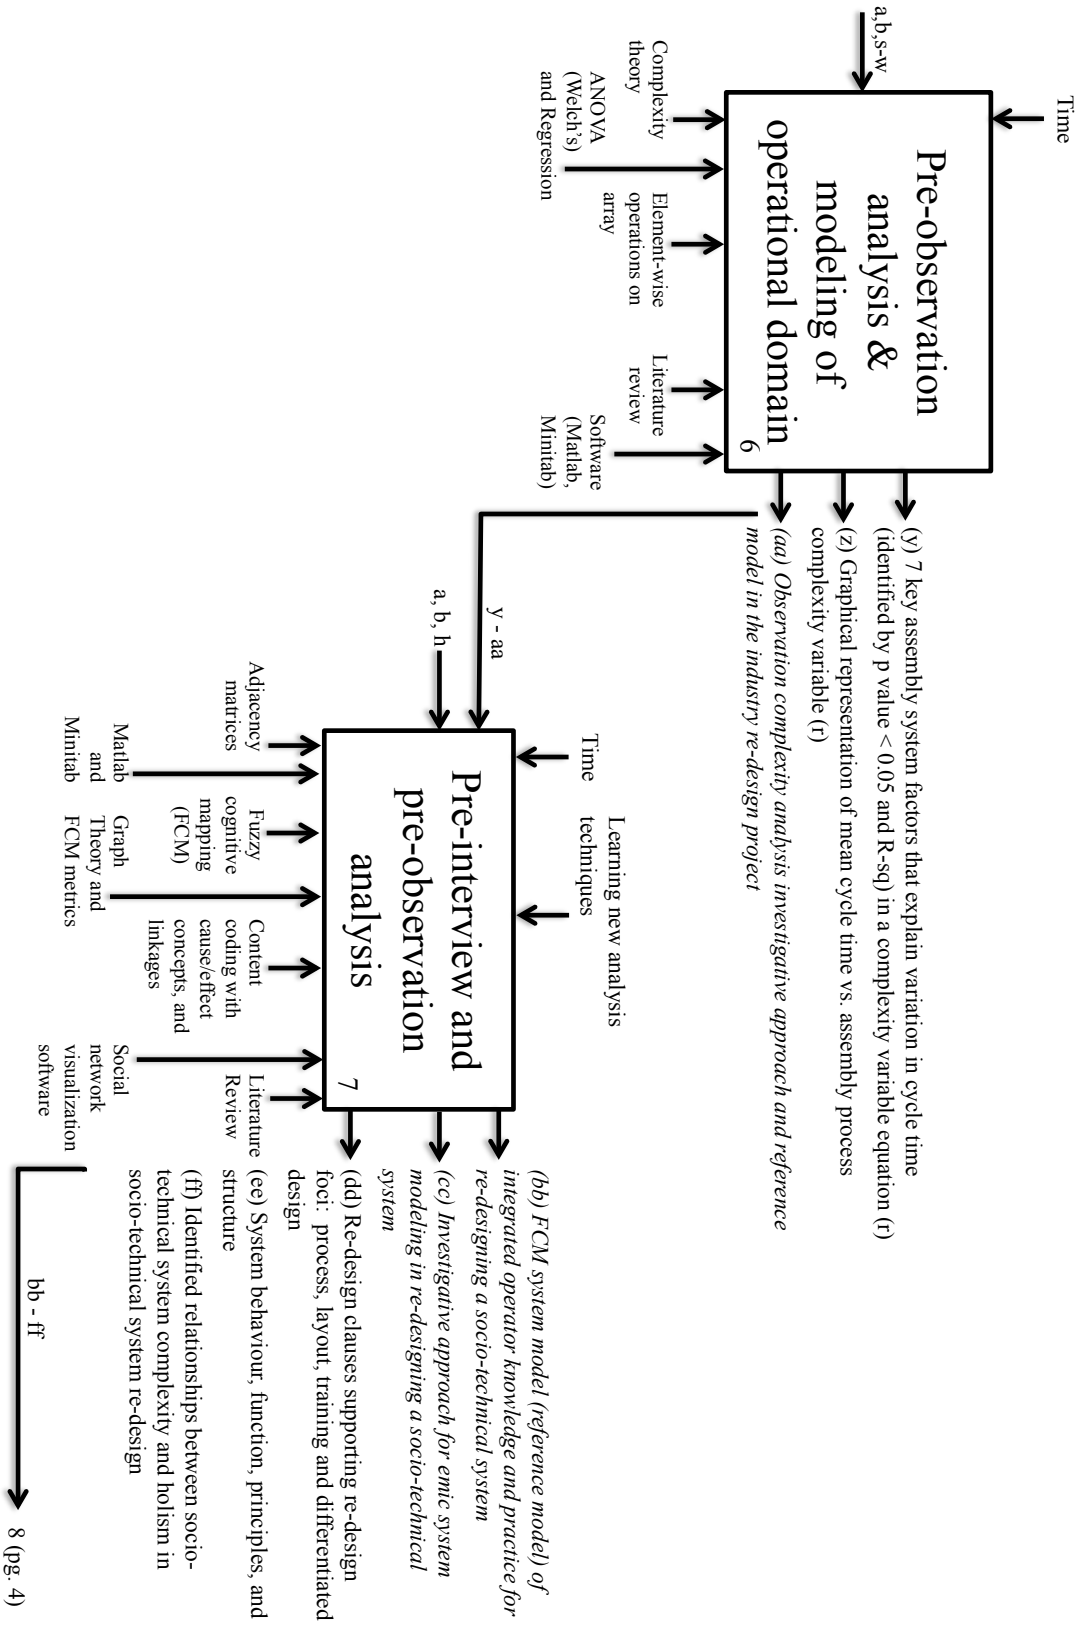 Time
a,b,s-w
Pre-observation
analysis &
modeling of
operational domain
6
Complexity
theory
ANOVA
(Welch's)
and Regression
Element-wise
operations on
array
Literature
review
Software
(Matlab,
Minitab)
(y) 7 key assembly system factors that explain variation in cycle time
(identified by p value < 0.05 and R-sq) in a complexity variable equation (r)
(z) Graphical representation of mean cycle time vs. assembly process
complexity variable (r)
(aa) Observation complexity analysis investigative approach and reference
model in the industry re-design project
y - aa
a, b, h
Time
Learning new analysis
techniques
Pre-interview and
pre-observation
analysis
7
Adjacency
matrices
Matlab
and
Minitab
Fuzzy
cognitive
mapping
(FCM)
Graph
Theory and
FCM metrics
Content
coding with
cause/effect
concepts, and
linkages
Social
network
visualization
software
Literature
Review
(bb) FCM system model (reference model) of
integrated operator knowledge and practice for
re-designing a socio-technical system
(cc) Investigative approach for emic system
modeling in re-designing a socio-technical
system
(dd) Re-design clauses supporting re-design
foci: process, layout, training and differentiated
design
(ee) System behaviour, function, principles, and
structure
(ff) Identified relationships between socio-
technical system complexity and holism in
socio-technical system re-design
bb - ff
8 (pg. 4)